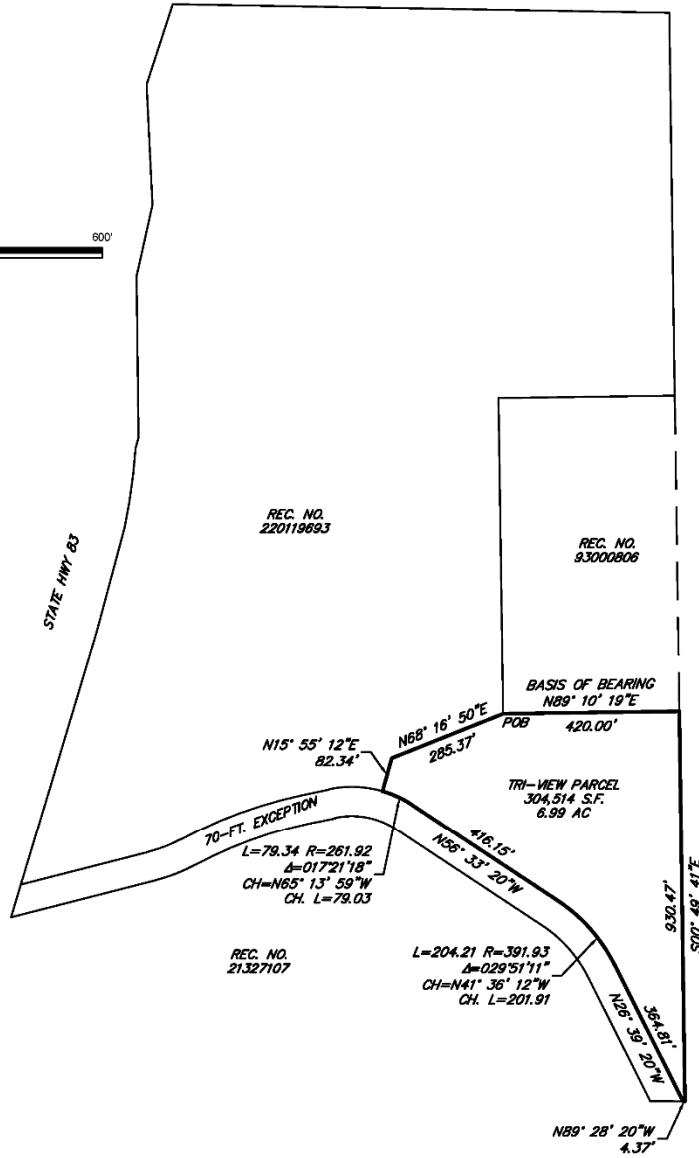 600'
REC. NO.
220119693
REC. NO.
93000806
STATE HWY 83
BASIS OF BEARING
N89° 10' 19"E
POB
420.00'
N68° 16' 50"E
285.37'
N15° 55' 12"E
82.34'
TRI-VIEW PARCEL
304,514 S.F.
6.99 AC
70-FT. EXCEPTION
L=79.34 R=261.92
Δ=017°21'18"
CH=N65° 13' 59"W
CH. L=79.03
416.15'
N56° 33' 20"W
930.47'
S00° 49' 41"E
REC. NO.
21327107
L=204.21 R=391.93
Δ=029°51'11"
CH=N41° 36' 12"W
CH. L=201.91
364.81'
N26° 39' 20"W
N89° 28' 20"W
4.37'